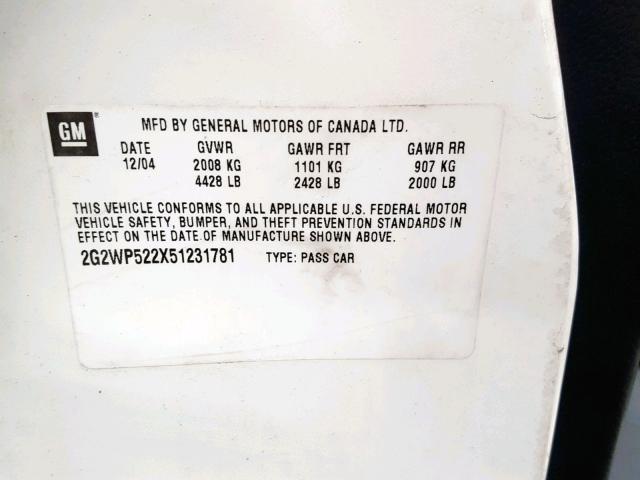 GM®
MFD BY GENERAL MOTORS OF CANADA LTD.
DATE GVWR GAWR FRT GAWR RR
12/04 2008 KG 1101 KG 907 KG
4428 LB 2428 LB 2000 LB
THIS VEHICLE CONFORMS TO ALL APPLICABLE U.S. FEDERAL MOTOR
VEHICLE SAFETY, BUMPER, AND THEFT PREVENTION STANDARDS IN
EFFECT ON THE DATE OF MANUFACTURE SHOWN ABOVE.
2G2WP522X51231781 TYPE: PASS CAR